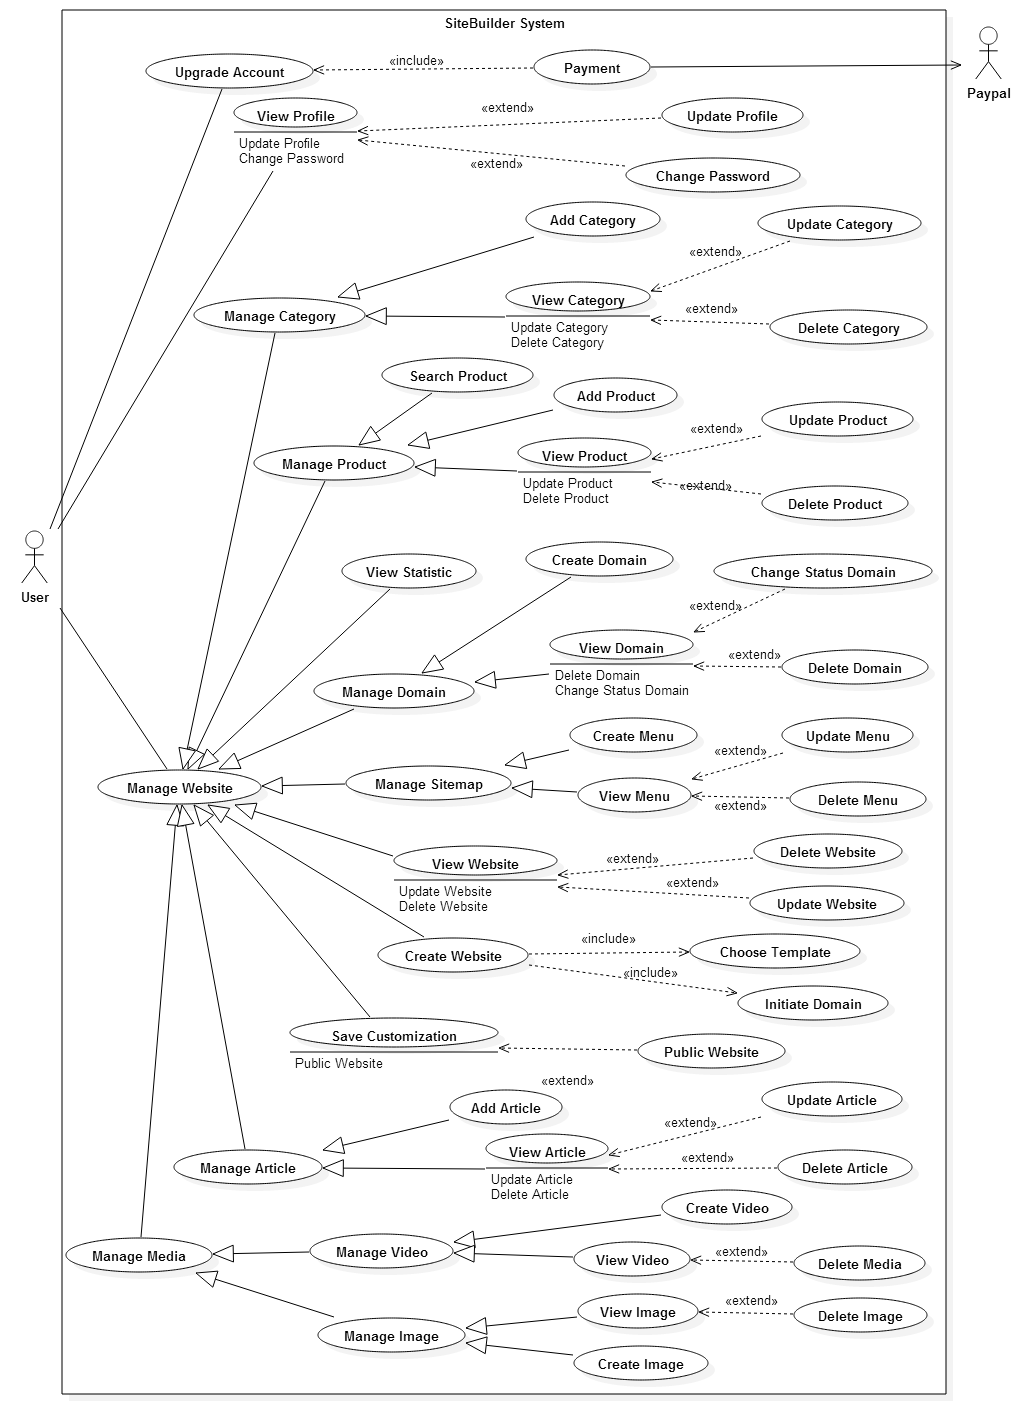 SiteBuilder System
«include»
Upgrade Account
Payment
Paypal
View Profile
«extend»
Update Profile
Update Profile
Change Password
«extend»
Change Password
Add Category
Update Category
«extend»
View Category
«extend»
Manage Category
Update Category
Delete Category
Delete Category
Search Product
Add Product
Update Product
«extend»
View Product
Manage Product
Update Product
Delete Product
«extend»
Delete Product
Create Domain
View Statistic
Change Status Domain
User
«extend»
View Domain
«extend»
Delete Domain
Delete Domain
Change Status Domain
Manage Domain
Create Menu
Update Menu
«extend»
Manage Website
Manage Sitemap
View Menu
Delete Menu
«extend»
View Website
«extend»
Delete Website
Update Website
Delete Website
«extend»
Update Website
Create Website
«include»
Choose Template
«include»
Initiate Domain
Save Customization
Public Website
Public Website
«extend»
Add Article
Update Article
«extend»
View Article
«extend»
Manage Article
Update Article
Delete Article
Delete Article
Create Video
Manage Media
Manage Video
View Video
«extend»
Delete Media
View Image
«extend»
Delete Image
Manage Image
Create Image